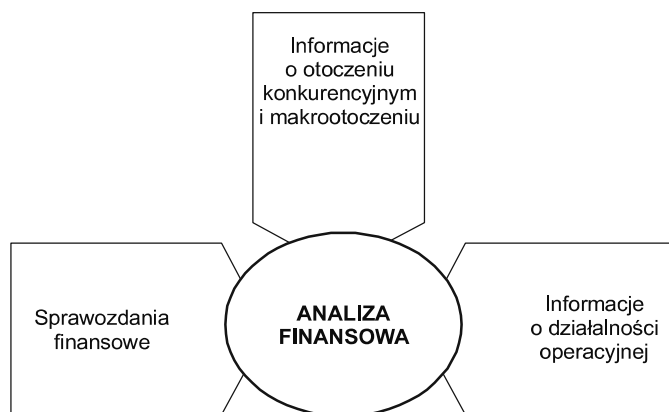 Informacje
o otoczeniu
konkurencyjnym
i makrootoczeniu
Sprawozdania
finansowe
ANALIZA
FINANSOWA
Informacje
o działalności
operacyjnej